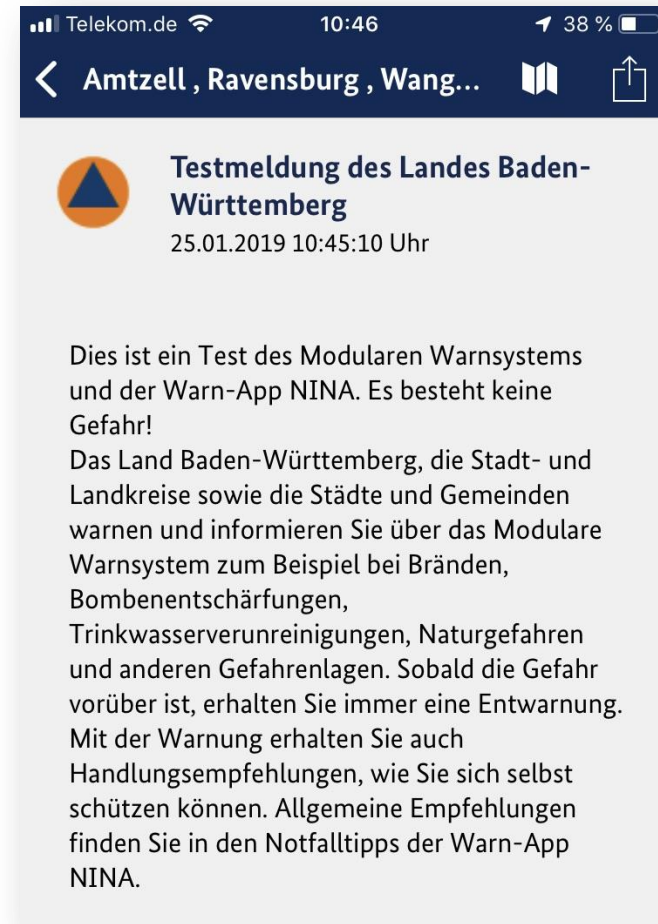 Telekom.de 10:46 38 %
Amtzell , Ravensburg , Wang...
Testmeldung des Landes Baden-
Württemberg
25.01.2019 10:45:10 Uhr
Dies ist ein Test des Modularen Warnsystems
und der Warn-App NINA. Es besteht keine
Gefahr!
Das Land Baden-Württemberg, die Stadt- und
Landkreise sowie die Städte und Gemeinden
warnen und informieren Sie über das Modulare
Warnsystem zum Beispiel bei Bränden,
Bombenentschärfungen,
Trinkwasserverunreinigungen, Naturgefahren
und anderen Gefahrenlagen. Sobald die Gefahr
vorüber ist, erhalten Sie immer eine Entwarnung.
Mit der Warnung erhalten Sie auch
Handlungsempfehlungen, wie Sie sich selbst
schützen können. Allgemeine Empfehlungen
finden Sie in den Notfalltipps der Warn-App
NINA.